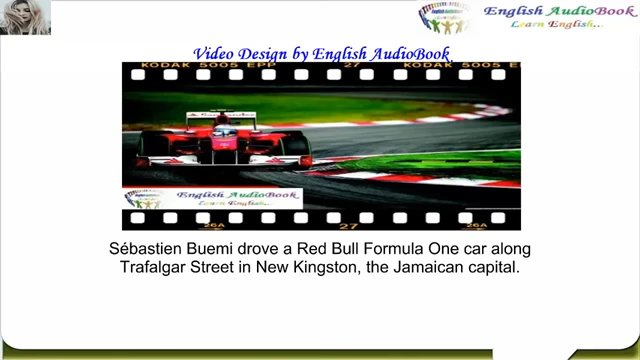 English AudioBook
Learn English...
Video Design by English AudioBook
KODAK 5005 EPP 27 KODAK 5005 E
Santander
English AudioBook
Learn English...
26A 27 26A
Sébastien Buemi drove a Red Bull Formula One car along
Trafalgar Street in New Kingston, the Jamaican capital.